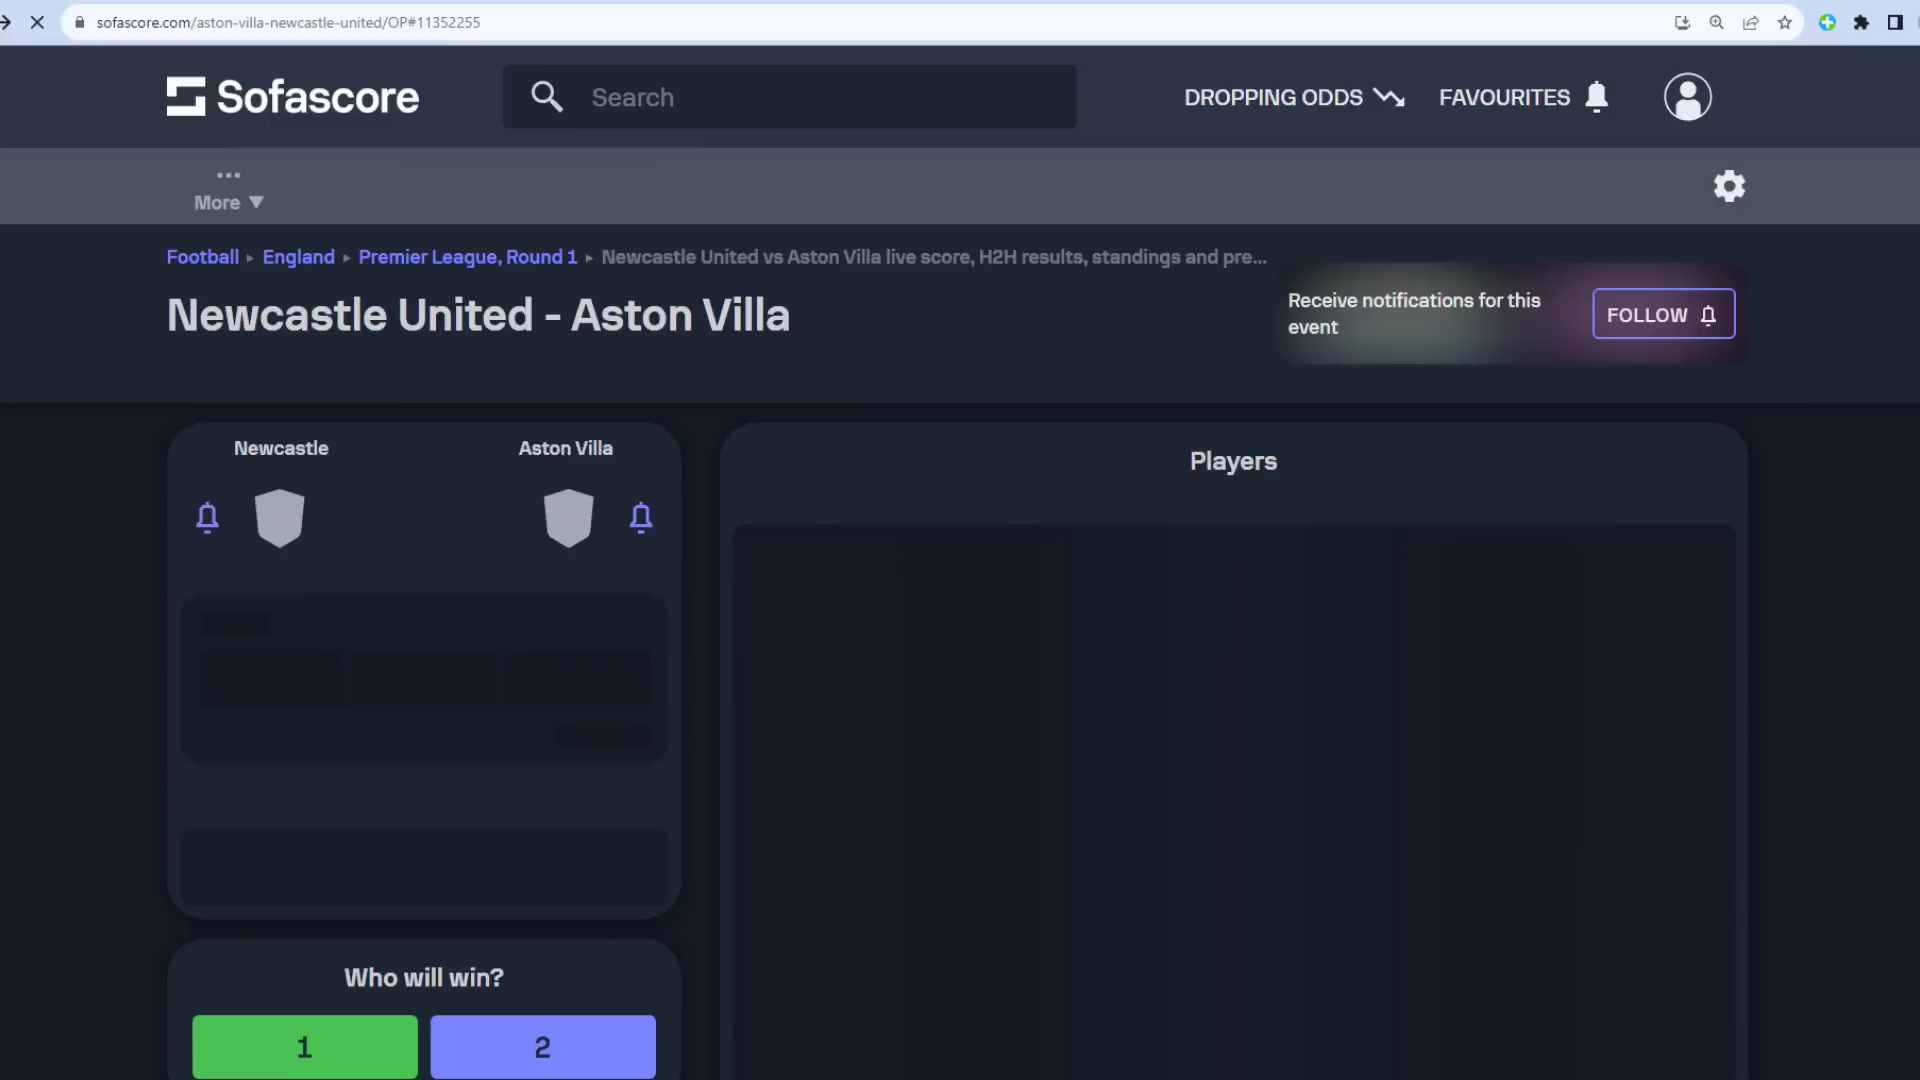 sofascore.com/aston-villa-newcastle-united/OP#11352255
Sofascore
Search
DROPPING ODDS
FAVOURITES
...
More ▼
Football ▸ England ▸ Premier League, Round 1 ▸ Newcastle United vs Aston Villa live score, H2H results, standings and pre...
Newcastle United - Aston Villa
Receive notifications for this
event
FOLLOW
Newcastle
Aston Villa
Players
Who will win?
1
2